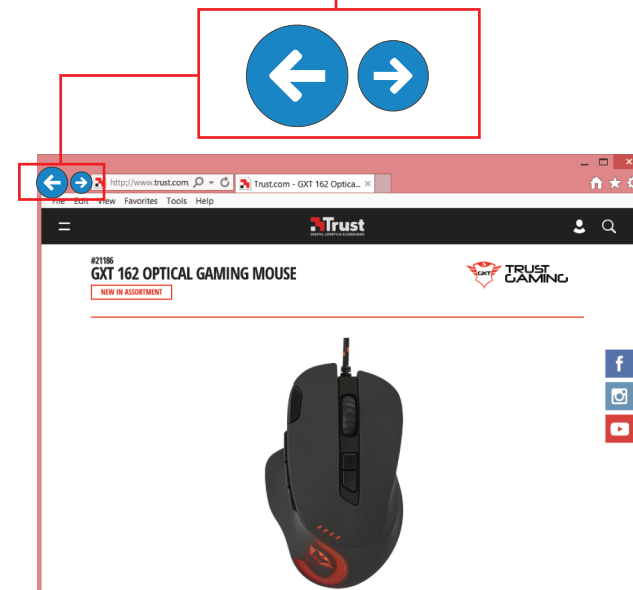 http://www.trust.com
Trust.com - GXT 162 Optica...
File Edit View Favorites Tools Help
Trust
#21186
GXT 162 OPTICAL GAMING MOUSE
NEW IN ASSORTMENT
GXT
TRUST
GAMING